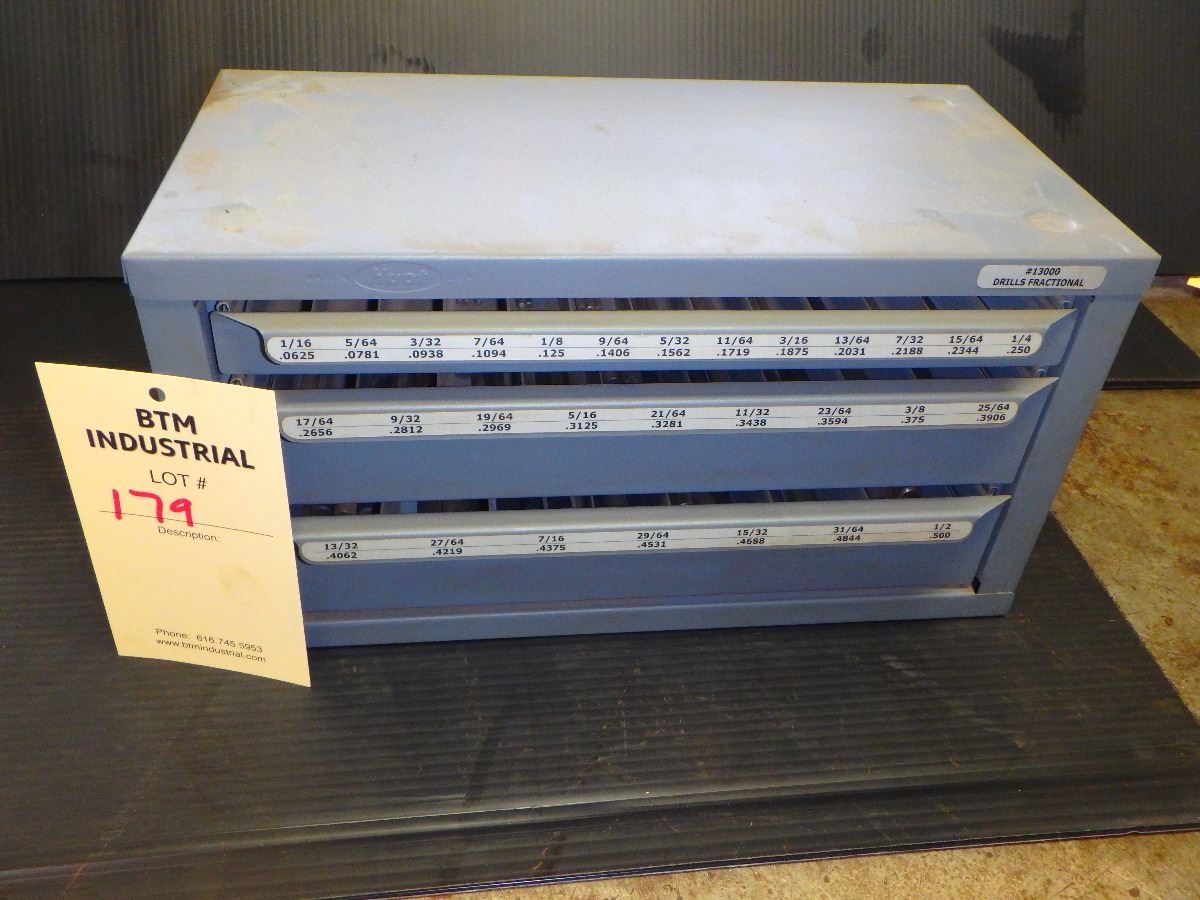 Huot
#13000
DRILLS FRACTIONAL
1/16 5/64 3/32 7/64 1/8 9/64 5/32 11/64 3/16 13/64 7/32 15/64 1/4
.0625 .0781 .0938 .1094 .125 .1406 .1562 .1719 .1875 .2031 .2188 .2344 .250
17/64 9/32 19/64 5/16 21/64 11/32 23/64 3/8 25/64
.2656 .2812 .2969 .3125 .3281 .3438 .3594 .375 .3906
13/32 27/64 7/16 29/64 15/32 31/64 1/2
.4062 .4219 .4375 .4531 .4688 .4844 .500
BTM
INDUSTRIAL
LOT #
179
Description:
Phone: 616.745.5953
www.btmindustrial.com